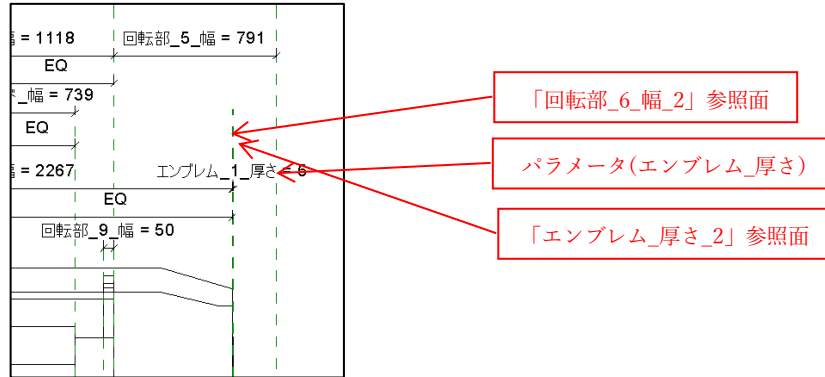 幅 = 1118
回転部_5_幅 = 791
EQ
ド_幅 = 739
EQ
幅 = 2267
エンブレム_1_厚さ = 6
EQ
回転部_9_幅 = 50
「回転部_6_幅_2」参照面
パラメータ(エンブレム_厚さ)
「エンブレム_厚さ_2」参照面